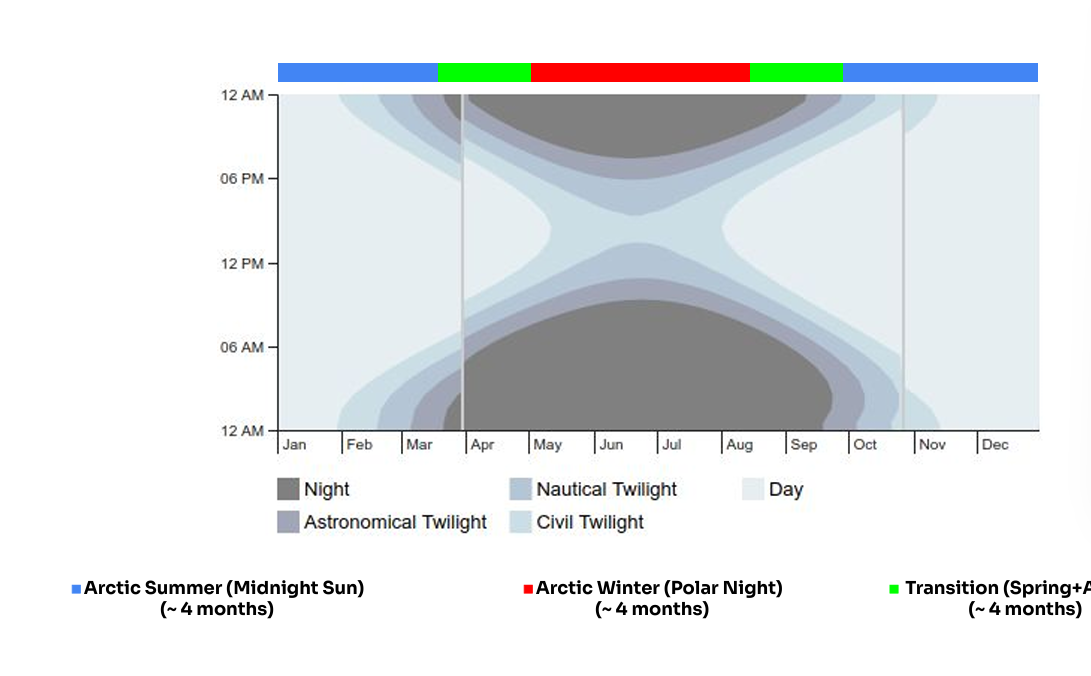 12 AM
06 PM
12 PM
06 AM
12 AM
Jan Feb Mar Apr May Jun Jul Aug Sep Oct Nov Dec
Night Nautical Twilight Day
Astronomical Twilight Civil Twilight
Arctic Summer (Midnight Sun) Arctic Winter (Polar Night) Transition (Spring+
(~ 4 months) (~ 4 months) (~ 4 months)